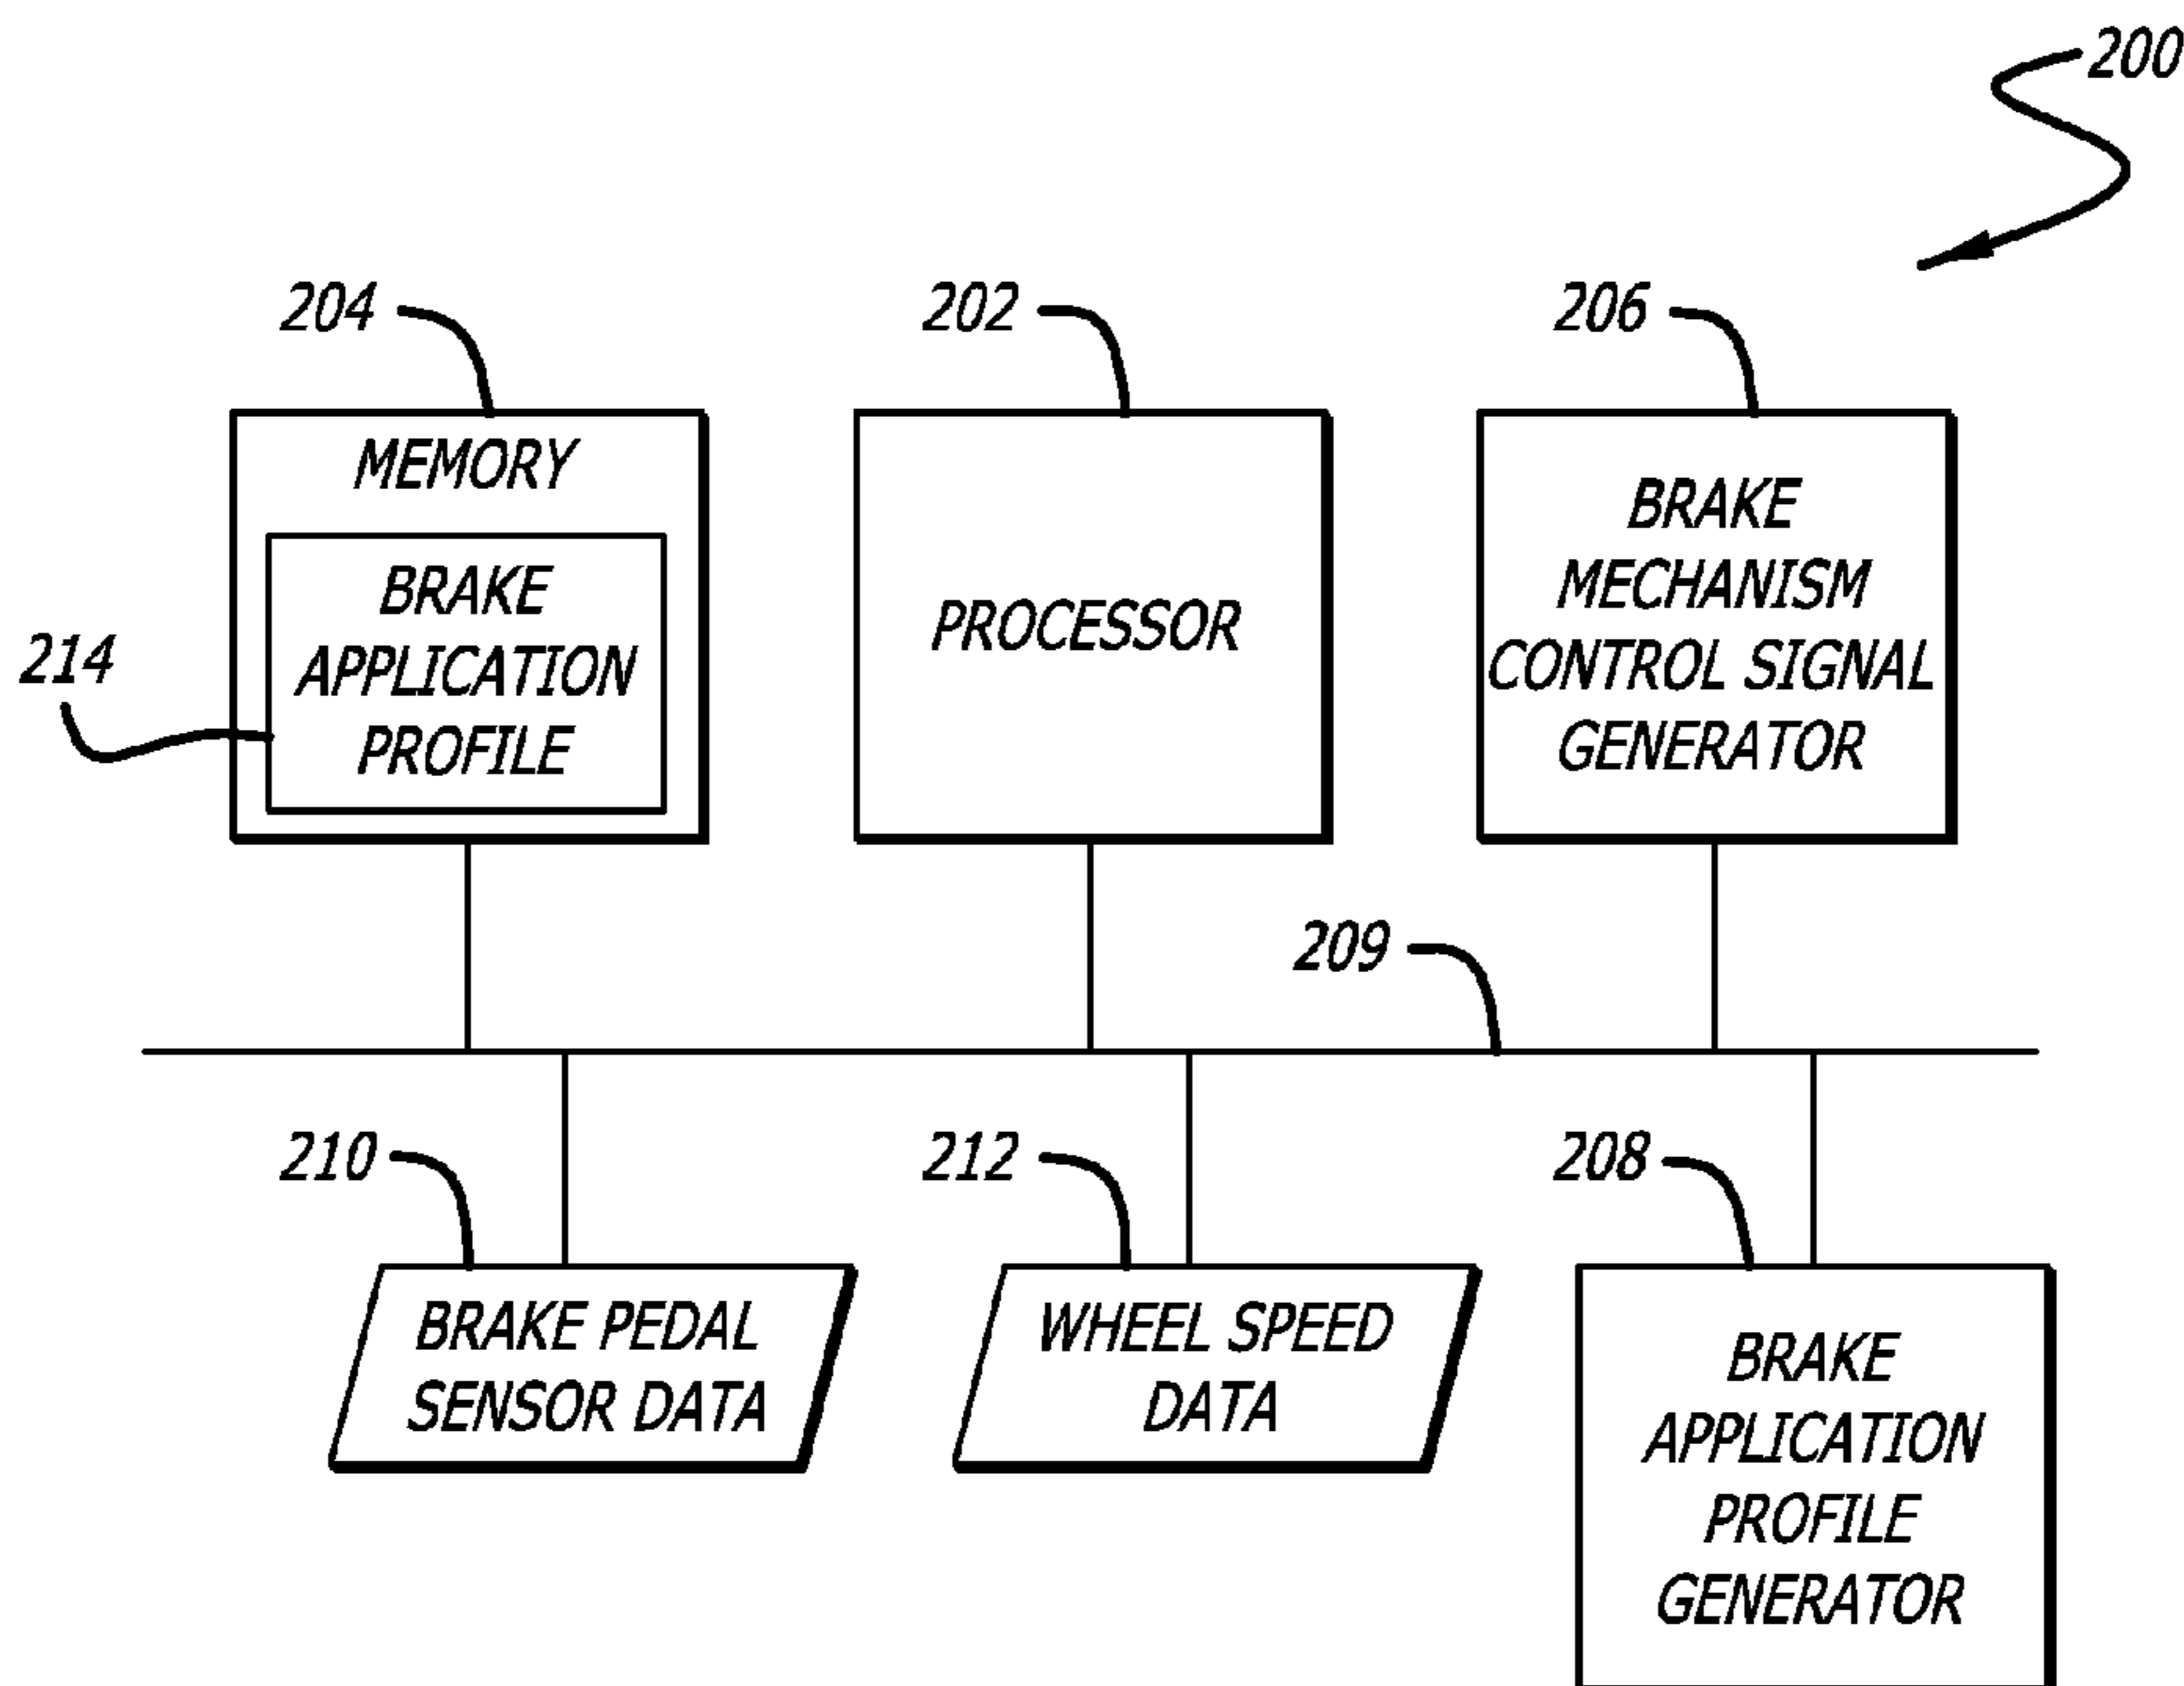 200
204
202
206
MEMORY
BRAKE
APPLICATION
PROFILE
214
PROCESSOR
BRAKE
MECHANISM
CONTROL SIGNAL
GENERATOR
209
210
212
208
BRAKE PEDAL
SENSOR DATA
WHEEL SPEED
DATA
BRAKE
APPLICATION
PROFILE
GENERATOR